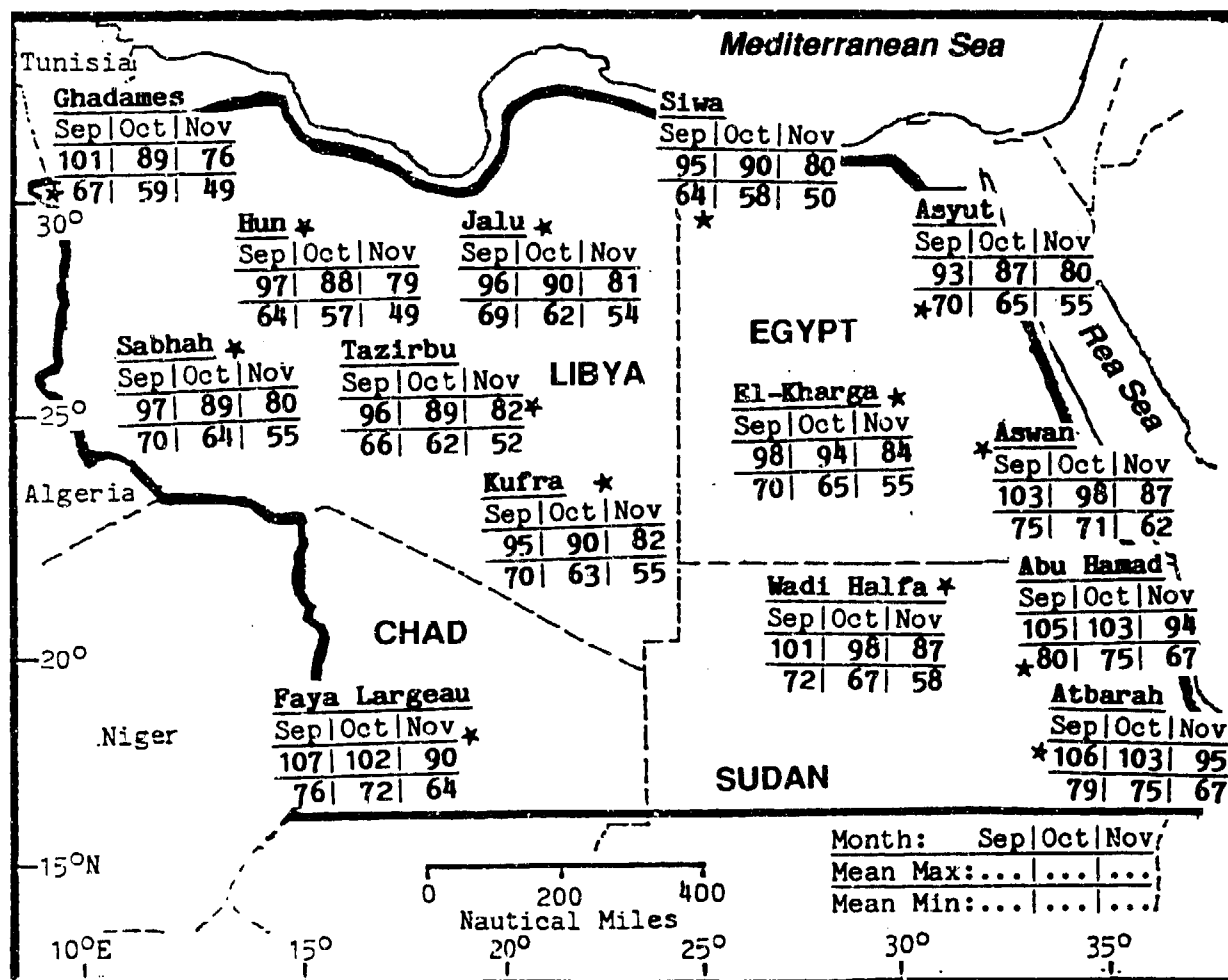 Mediterranean Sea
Tunisia
Ghadames
Sep|Oct|Nov
101| 89| 76
67| 59| 49
Siwa
Sep|Oct|Nov
95| 90| 80
64| 58| 50
30°
Hun
Sep|Oct|Nov
97| 88| 79
64| 57| 49
Jalu
Sep|Oct|Nov
96| 90| 81
69| 62| 54
Asyut
Sep|Oct|Nov
93| 87| 80
70| 65| 55
EGYPT
Rea Sea
Sabhah
Sep|Oct|Nov
97| 89| 80
70| 64| 55
Tazirbu
Sep|Oct|Nov
96| 89| 82
66| 62| 52
LIBYA
25°
El-Kharga
Sep|Oct|Nov
98| 94| 84
70| 65| 55
Aswan
Sep|Oct|Nov
103| 98| 87
75| 71| 62
Algeria
Kufra
Sep|Oct|Nov
95| 90| 82
70| 63| 55
Wadi Halfa
Sep|Oct|Nov
101| 98| 87
72| 67| 58
Abu Hamad
Sep|Oct|Nov
105| 103| 94
80| 75| 67
CHAD
20°
Faya Largeau
Sep|Oct|Nov
107| 102| 90
76| 72| 64
Niger
Atbarah
Sep|Oct|Nov
106| 103| 95
79| 75| 67
SUDAN
15°N
Month: Sep|Oct|Nov
Mean Max:...|...|...
Mean Min:...|...|...
0 200 400
Nautical Miles
10°E 15° 20° 25° 30° 35°